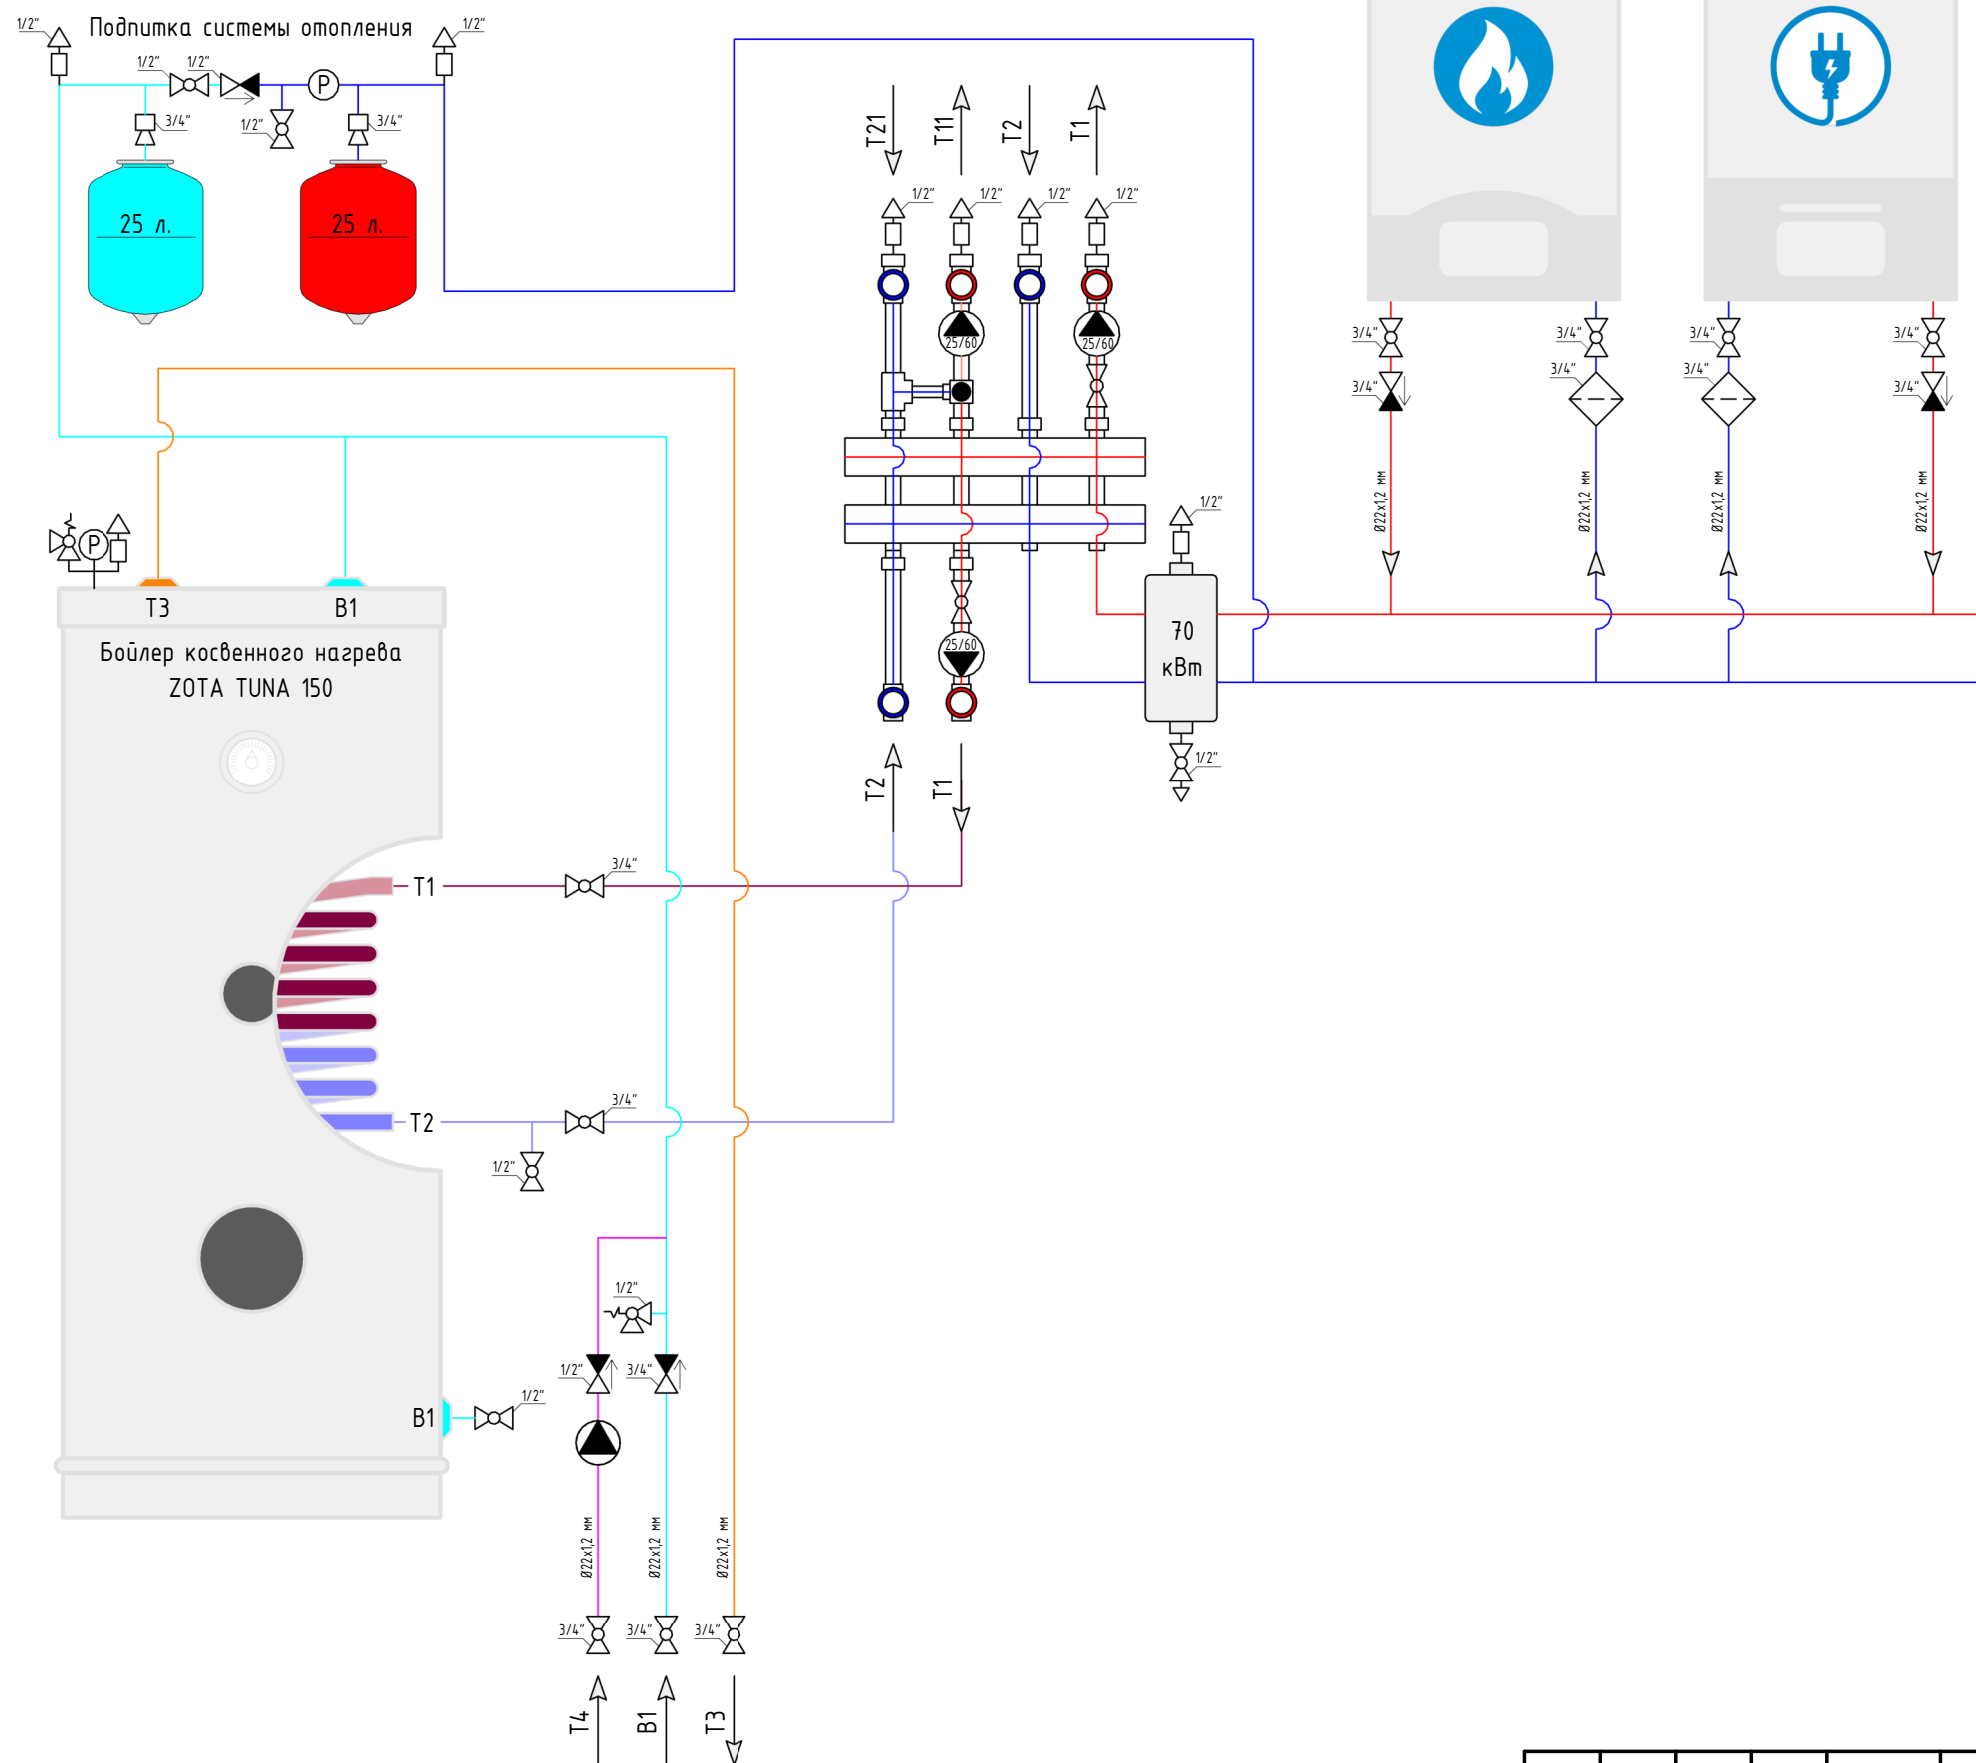 1/2"
Подпитка системы отопления
1/2"
1/2"
1/2"
P
3/4"
1/2"
3/4"
25 л.
25 л.
T21
T11
T2
T1
1/2"
1/2"
1/2"
1/2"
25/60
25/60
3/4"
3/4"
3/4"
3/4"
3/4"
3/4"
3/4"
3/4"
Ø22x1,2 мм
Ø22x1,2 мм
Ø22x1,2 мм
Ø22x1,2 мм
1/2"
P
T3
B1
Бойлер косвенного нагрева
ZOTA TUNA 150
25/60
70
кВт
1/2"
T2
T1
3/4"
T1
3/4"
T2
1/2"
1/2"
1/2"
3/4"
1/2"
B1
Ø22x1,2 мм
Ø22x1,2 мм
Ø22x1,2 мм
3/4"
3/4"
3/4"
T4
B1
T3